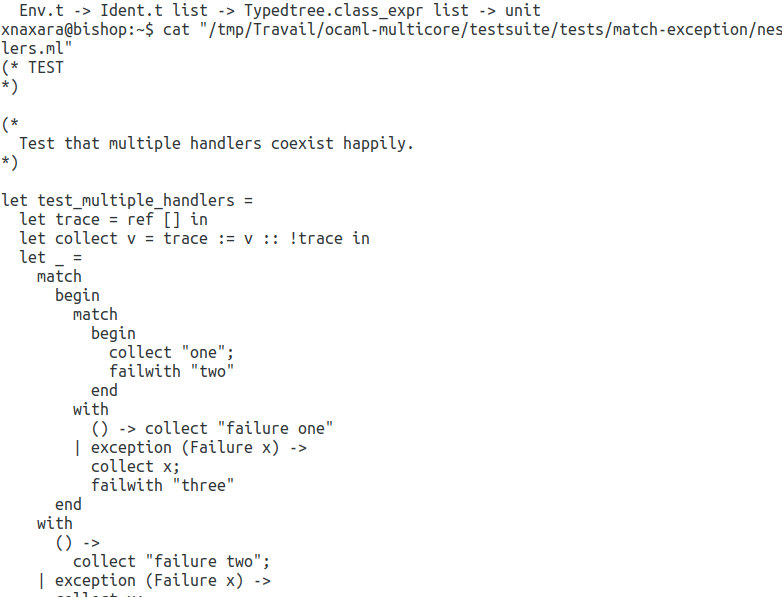 Env.t -> Ident.t list -> Typedtree.class_expr list -> unit
xnaxara@bishop:~$ cat "/tmp/Travail/ocaml-multicore/testsuite/tests/match-exception/nes
lers.ml"
(* TEST
*)
(*
Test that multiple handlers coexist happily.
*)
let test_multiple_handlers =
let trace = ref [] in
let collect v = trace := v :: !trace in
let _ =
match
begin
match
begin
collect "one";
failwith "two"
end
with
() -> collect "failure one"
| exception (Failure x) ->
collect x;
failwith "three"
end
with
() ->
collect "failure two";
| exception (Failure x) ->